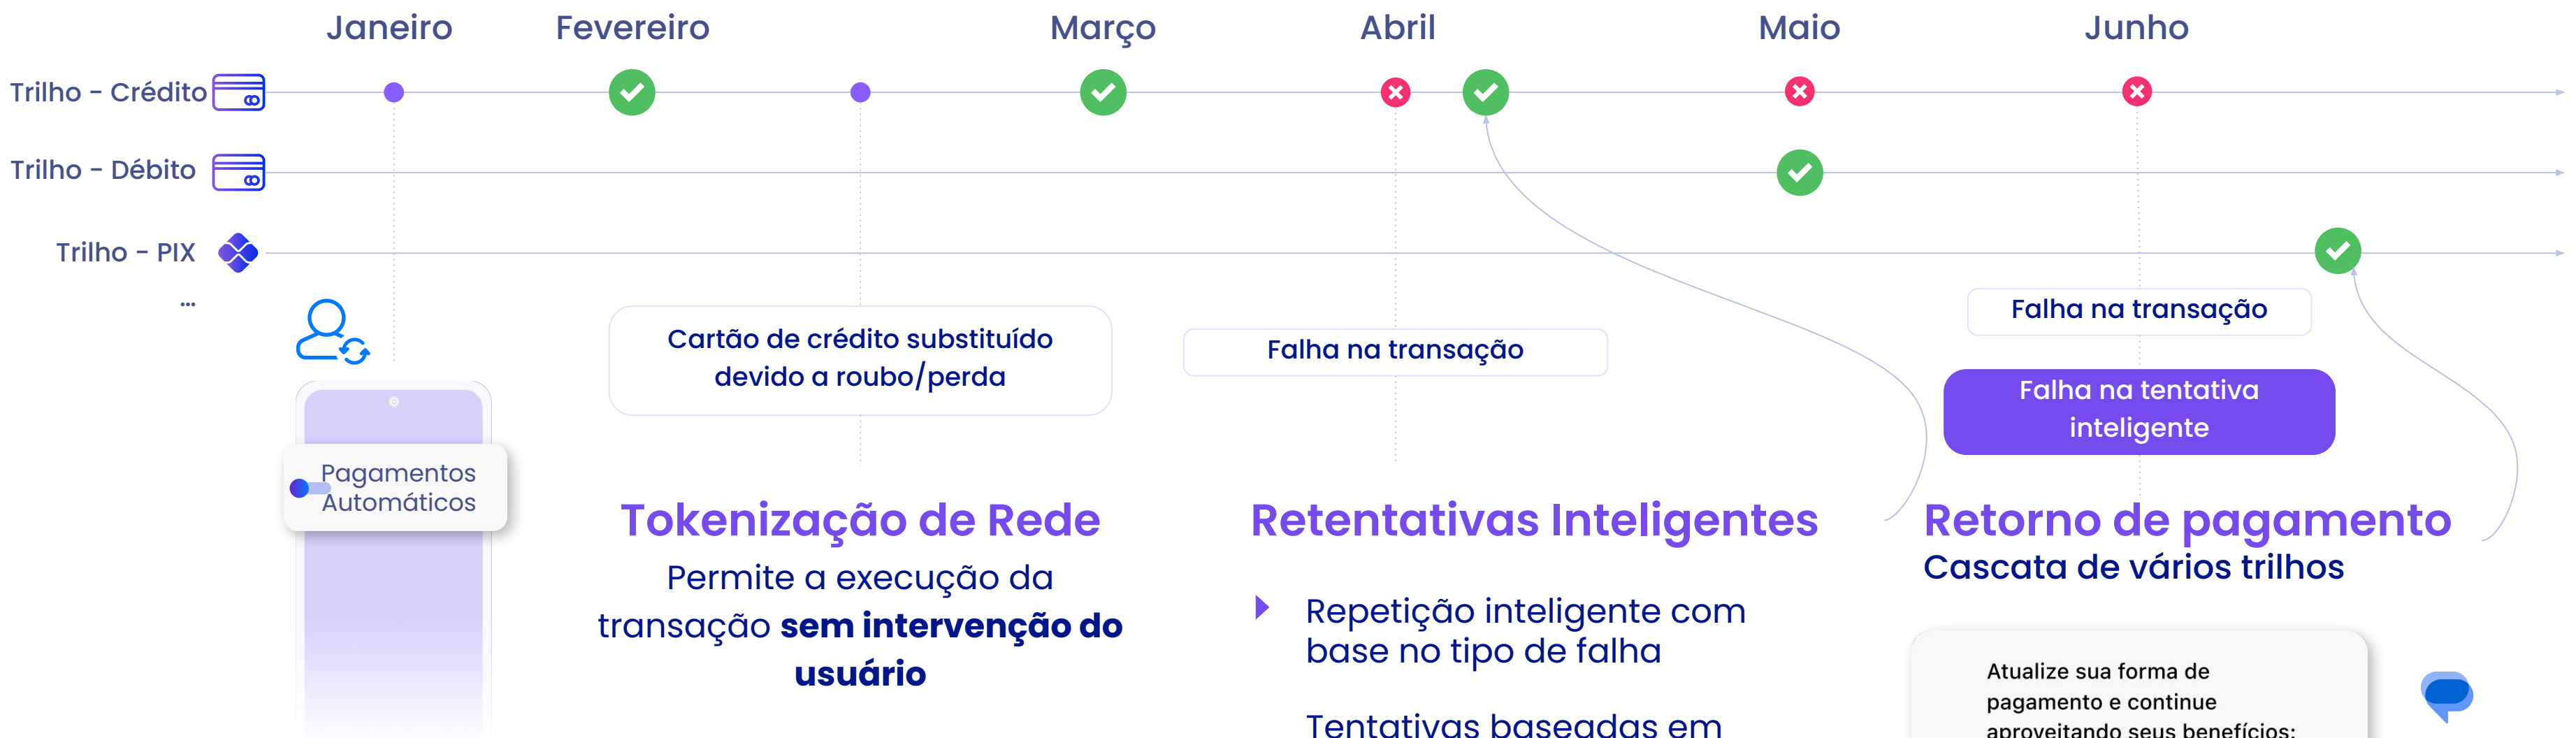 Janeiro
Fevereiro
Março
Abril
Maio
Junho
Trilho - Crédito
Trilho - Débito
Trilho - PIX
...
Pagamentos
Automáticos
Cartão de crédito substituído
devido a roubo/perda
Tokenização de Rede
Permite a execução da
transação sem intervenção do
usuário
Falha na transação
Retentativas Inteligentes
Repetição inteligente com
base no tipo de falha
Tentativas baseadas em
Falha na transação
Falha na tentativa
inteligente
Retorno de pagamento
Cascata de vários trilhos
Atualize sua forma de
pagamento e continue
aproveitando seus benefícios: